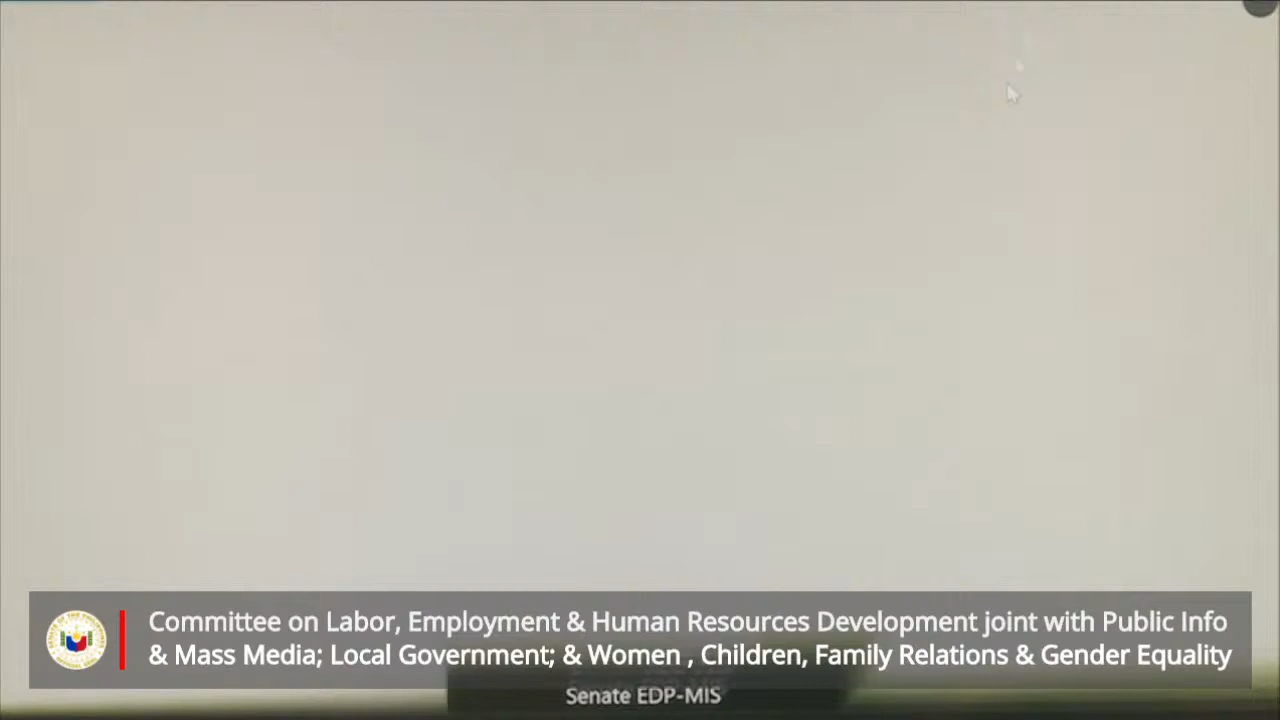 Committee on Labor, Employment & Human Resources Development joint with Public Info
& Mass Media; Local Government; & Women , Children, Family Relations & Gender Equality
Senate EDP-MIS